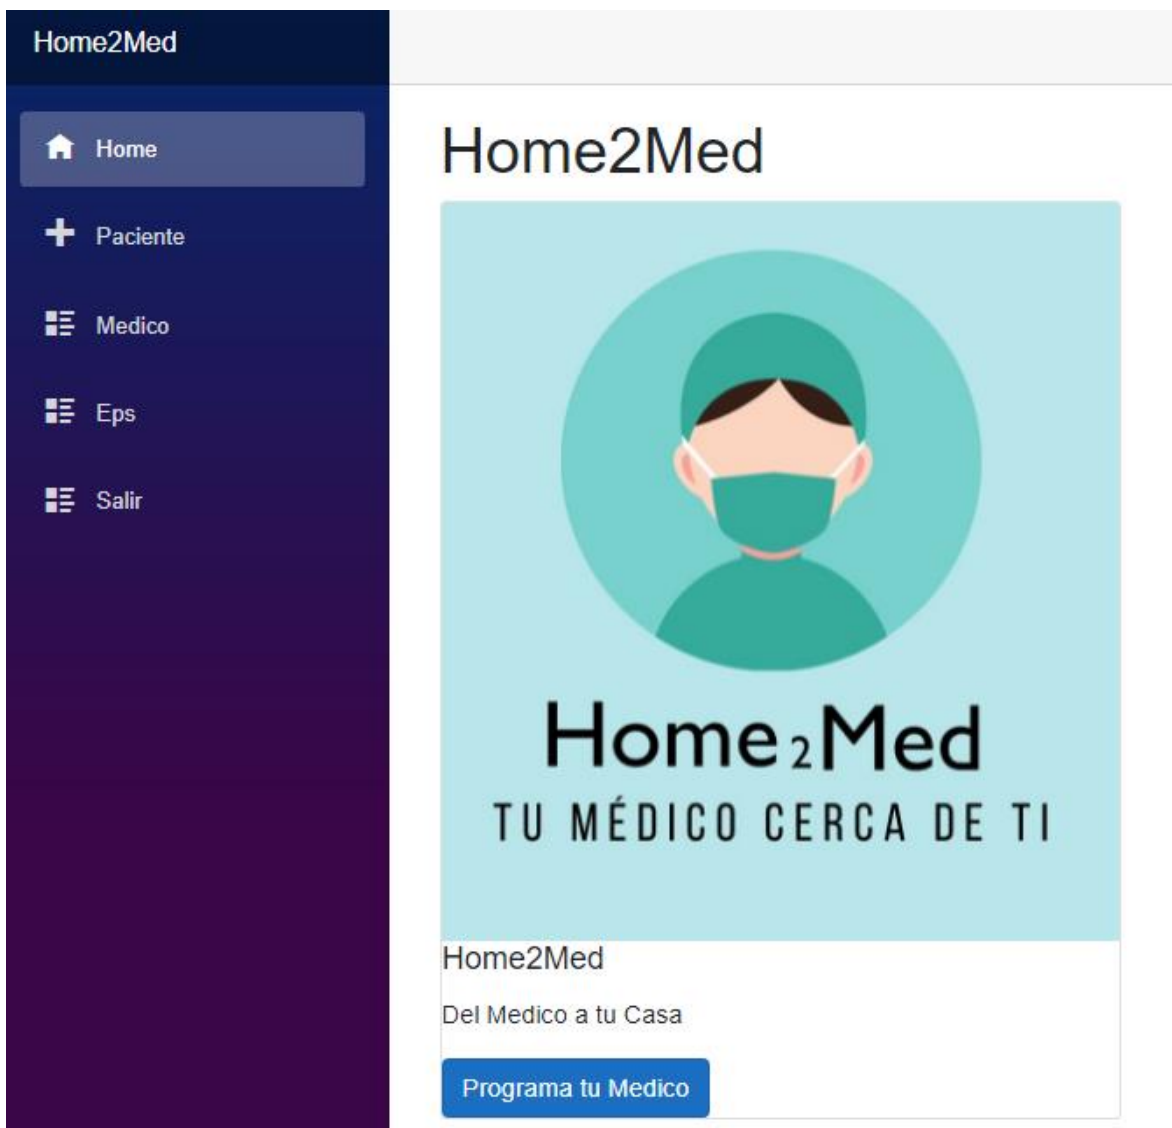 Home2Med
Home
Paciente
Medico
Eps
Salir
Home2Med
Home2Med
TU MÉDICO CERCA DE TI
Home2Med
Del Medico a tu Casa
Programa tu Medico